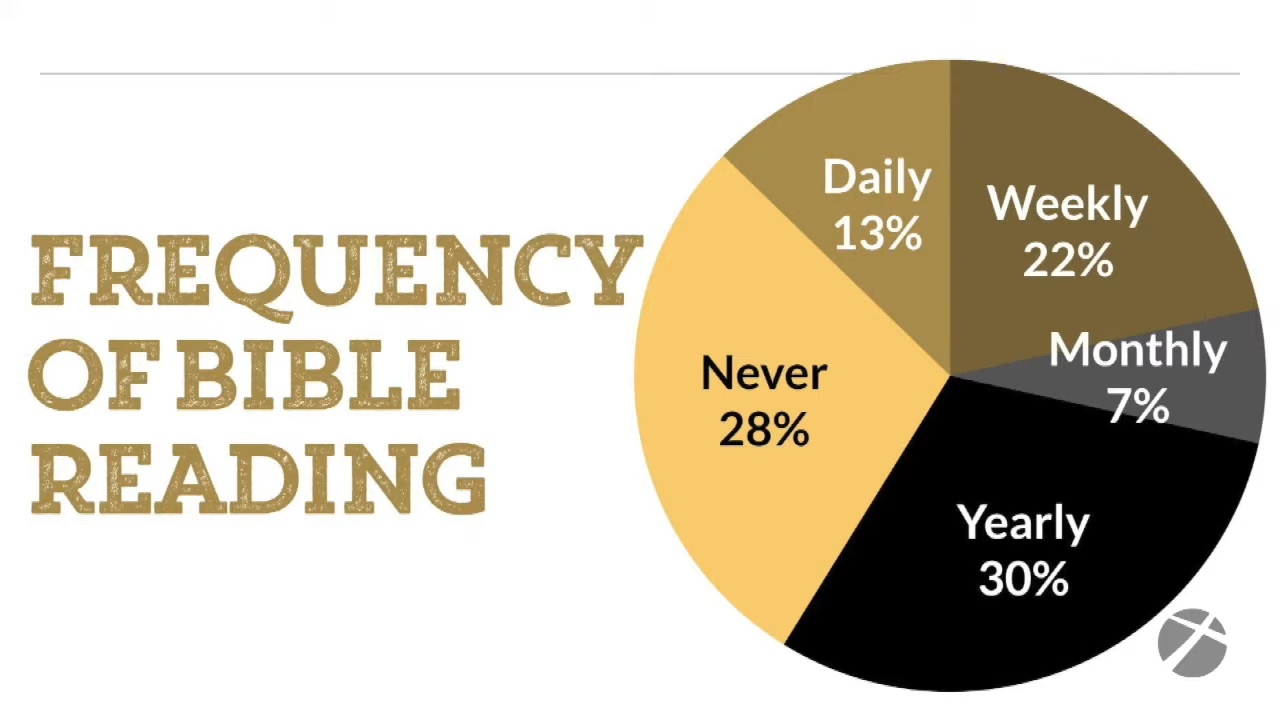 FREQUENCY
OF BIBLE
READING
Daily
13%
Weekly
22%
Monthly
7%
Yearly
30%
Never
28%